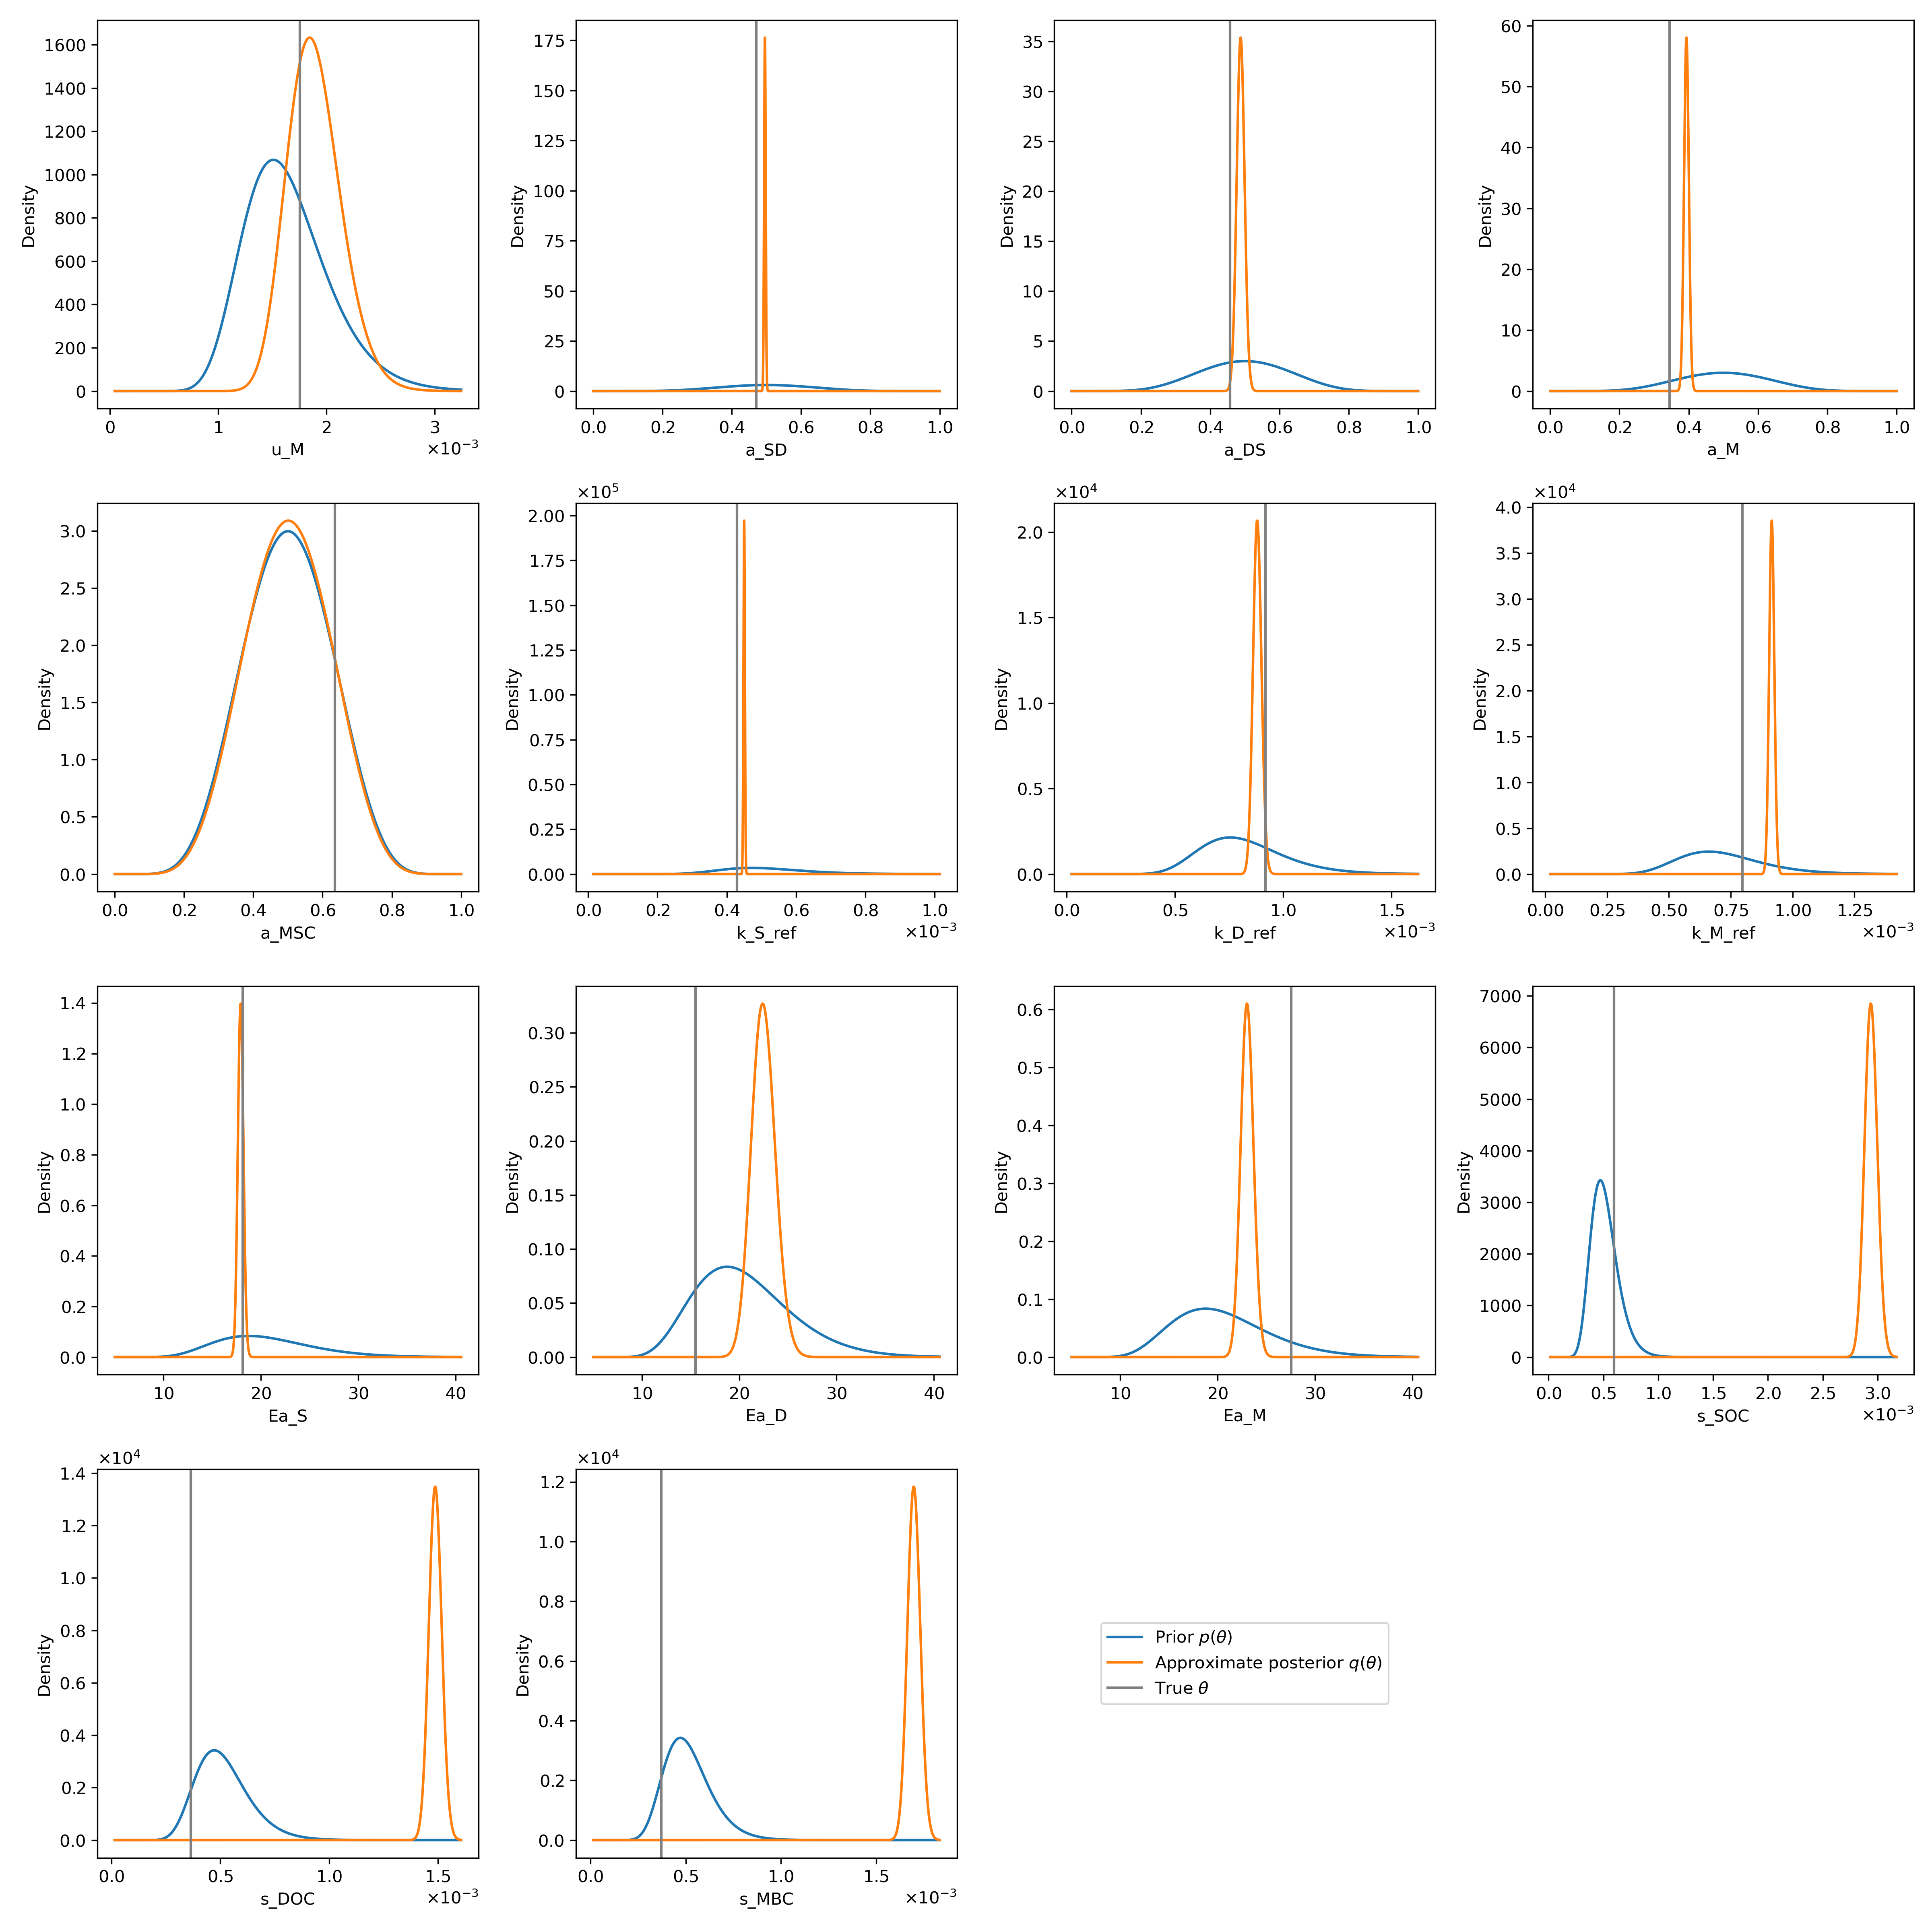 1600
1400
1200
1000
800
600
400
200
0
Density
0 1 2 3
u_M ×10⁻³
175
150
125
100
75
50
25
0
Density
0.0 0.2 0.4 0.6 0.8 1.0
a_SD
35
30
25
20
15
10
5
0
Density
0.0 0.2 0.4 0.6 0.8 1.0
a_DS
60
50
40
30
20
10
0
Density
0.0 0.2 0.4 0.6 0.8 1.0
a_M
3.0
2.5
2.0
1.5
1.0
0.5
0.0
Density
0.0 0.2 0.4 0.6 0.8 1.0
a_MSC
×10⁵
2.00
1.75
1.50
1.25
1.00
0.75
0.50
0.25
0.00
Density
0.0 0.2 0.4 0.6 0.8 1.0
k_S_ref ×10⁻³
×10⁴
2.0
1.5
1.0
0.5
0.0
Density
0.0 0.5 1.0 1.5
k_D_ref ×10⁻³
×10⁴
4.0
3.5
3.0
2.5
2.0
1.5
1.0
0.5
0.0
Density
0.00 0.25 0.50 0.75 1.00 1.25
k_M_ref ×10⁻³
1.4
1.2
1.0
0.8
0.6
0.4
0.2
0.0
Density
10 20 30 40
Ea_S
0.30
0.25
0.20
0.15
0.10
0.05
0.00
Density
10 20 30 40
Ea_D
0.6
0.5
0.4
0.3
0.2
0.1
0.0
Density
10 20 30 40
Ea_M
7000
6000
5000
4000
3000
2000
1000
0
Density
0.0 0.5 1.0 1.5 2.0 2.5 3.0
s_SOC ×10⁻³
×10⁴
1.4
1.2
1.0
0.8
0.6
0.4
0.2
0.0
Density
0.0 0.5 1.0 1.5
s_DOC ×10⁻³
×10⁴
1.2
1.0
0.8
0.6
0.4
0.2
0.0
Density
0.0 0.5 1.0 1.5
s_MBC ×10⁻³
Prior p(θ)
Approximate posterior q(θ)
True θ